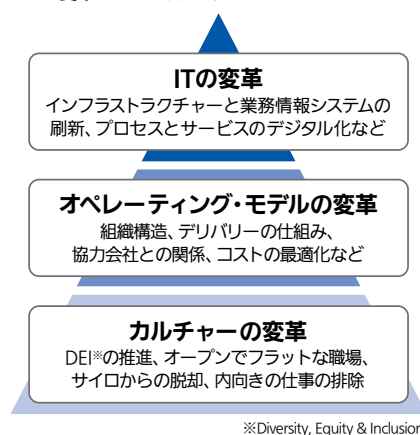 ITの変革
インフラストラクチャーと業務情報システムの
刷新、プロセスとサービスのデジタル化など
オペレーティング・モデルの変革
組織構造、デリバリーの仕組み、
協力会社との関係、コストの最適化など
カルチャーの変革
DEI※の推進、オープンでフラットな職場、
サイロからの脱却、内向きの仕事の排除
※Diversity, Equity & Inclusion